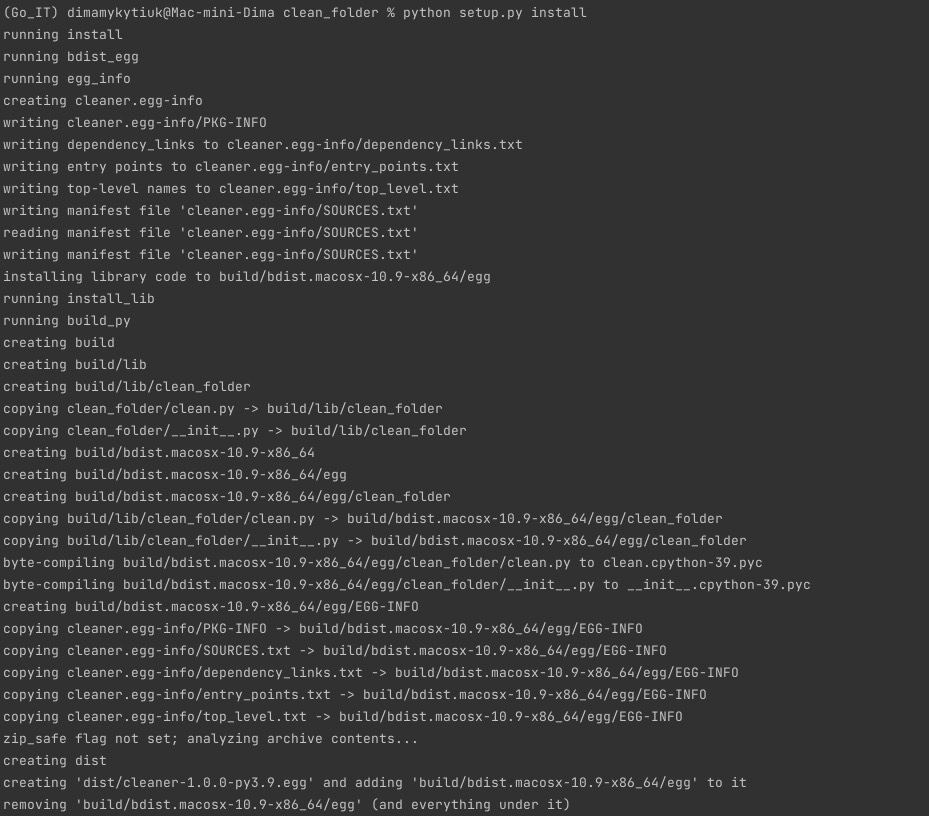 (Go_IT) dimamykytiuk@Mac-mini-Dima clean_folder % python setup.py install
running install
running bdist_egg
running egg_info
creating cleaner.egg-info
writing cleaner.egg-info/PKG-INFO
writing dependency_links to cleaner.egg-info/dependency_links.txt
writing entry points to cleaner.egg-info/entry_points.txt
writing top-level names to cleaner.egg-info/top_level.txt
writing manifest file 'cleaner.egg-info/SOURCES.txt'
reading manifest file 'cleaner.egg-info/SOURCES.txt'
writing manifest file 'cleaner.egg-info/SOURCES.txt'
installing library code to build/bdist.macosx-10.9-x86_64/egg
running install_lib
running build_py
creating build
creating build/lib
creating build/lib/clean_folder
copying clean_folder/clean.py -> build/lib/clean_folder
copying clean_folder/__init__.py -> build/lib/clean_folder
creating build/bdist.macosx-10.9-x86_64
creating build/bdist.macosx-10.9-x86_64/egg
creating build/bdist.macosx-10.9-x86_64/egg/clean_folder
copying build/lib/clean_folder/clean.py -> build/bdist.macosx-10.9-x86_64/egg/clean_folder
copying build/lib/clean_folder/__init__.py -> build/bdist.macosx-10.9-x86_64/egg/clean_folder
byte-compiling build/bdist.macosx-10.9-x86_64/egg/clean_folder/clean.py to clean.cpython-39.pyc
byte-compiling build/bdist.macosx-10.9-x86_64/egg/clean_folder/__init__.py to __init__.cpython-39.pyc
creating build/bdist.macosx-10.9-x86_64/egg/EGG-INFO
copying cleaner.egg-info/PKG-INFO -> build/bdist.macosx-10.9-x86_64/egg/EGG-INFO
copying cleaner.egg-info/SOURCES.txt -> build/bdist.macosx-10.9-x86_64/egg/EGG-INFO
copying cleaner.egg-info/dependency_links.txt -> build/bdist.macosx-10.9-x86_64/egg/EGG-INFO
copying cleaner.egg-info/entry_points.txt -> build/bdist.macosx-10.9-x86_64/egg/EGG-INFO
copying cleaner.egg-info/top_level.txt -> build/bdist.macosx-10.9-x86_64/egg/EGG-INFO
zip_safe flag not set; analyzing archive contents...
creating dist
creating 'dist/cleaner-1.0.0-py3.9.egg' and adding 'build/bdist.macosx-10.9-x86_64/egg' to it
removing 'build/bdist.macosx-10.9-x86_64/egg' (and everything under it)